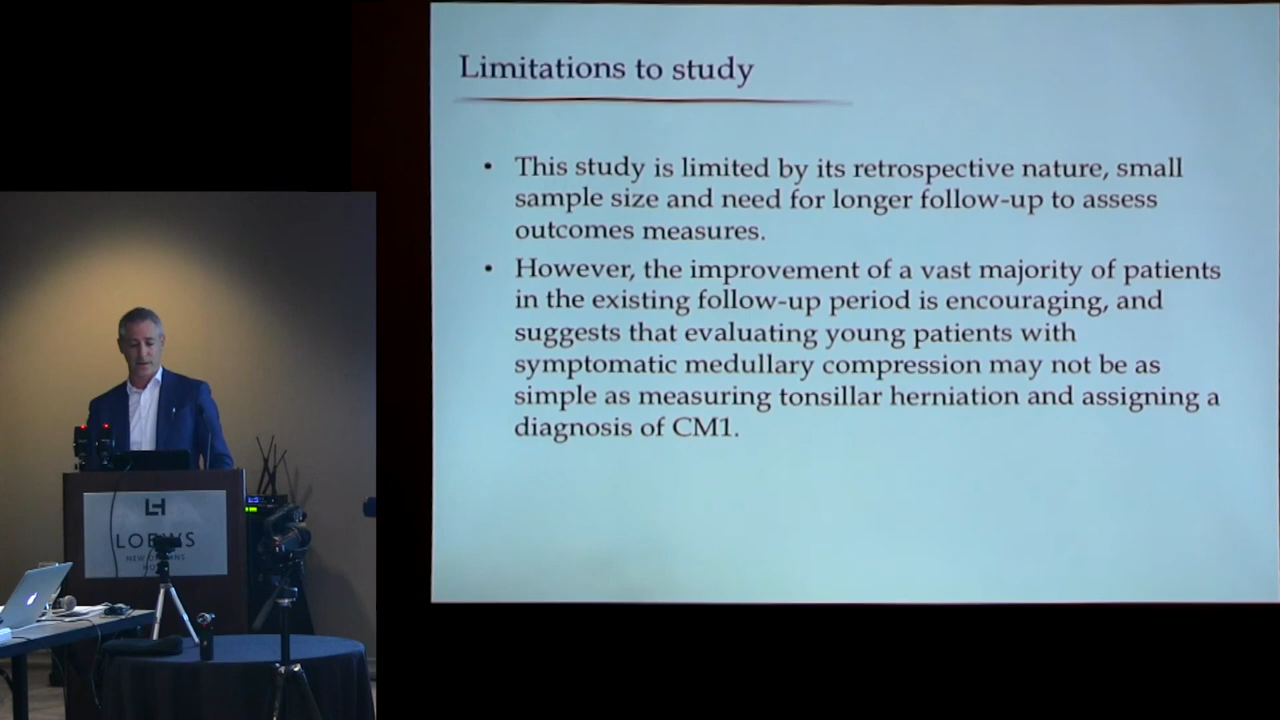 Limitations to study
• This study is limited by its retrospective nature, small
sample size and need for longer follow-up to assess
outcomes measures.
• However, the improvement of a vast majority of patients
in the existing follow-up period is encouraging, and
suggests that evaluating young patients with
symptomatic medullary compression may not be as
simple as measuring tonsillar herniation and assigning a
diagnosis of CM1.
LH
LOEWS
NEW ORLEANS